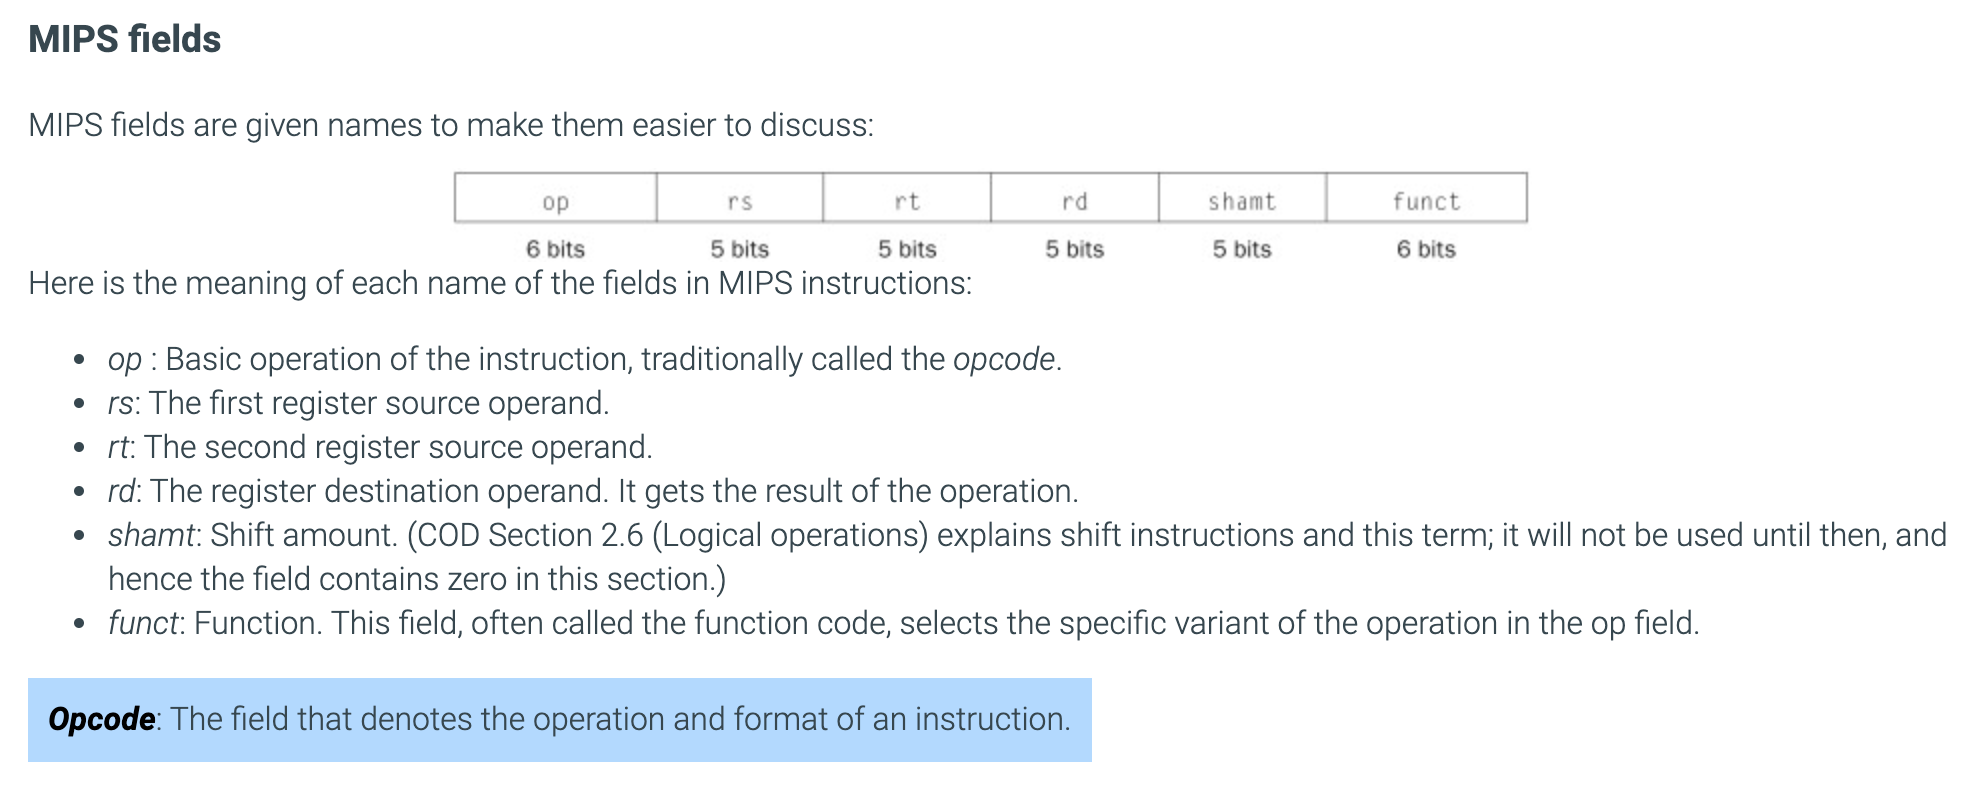 MIPS fields
MIPS fields are given names to make them easier to discuss:
op rs rt rd shamt funct
6 bits 5 bits 5 bits 5 bits 5 bits 6 bits
Here is the meaning of each name of the fields in MIPS instructions:
• op : Basic operation of the instruction, traditionally called the opcode.
• rs: The first register source operand.
• rt: The second register source operand.
• rd: The register destination operand. It gets the result of the operation.
• shamt: Shift amount. (COD Section 2.6 (Logical operations) explains shift instructions and this term; it will not be used until then, and
hence the field contains zero in this section.)
• funct: Function. This field, often called the function code, selects the specific variant of the operation in the op field.
Opcode: The field that denotes the operation and format of an instruction.